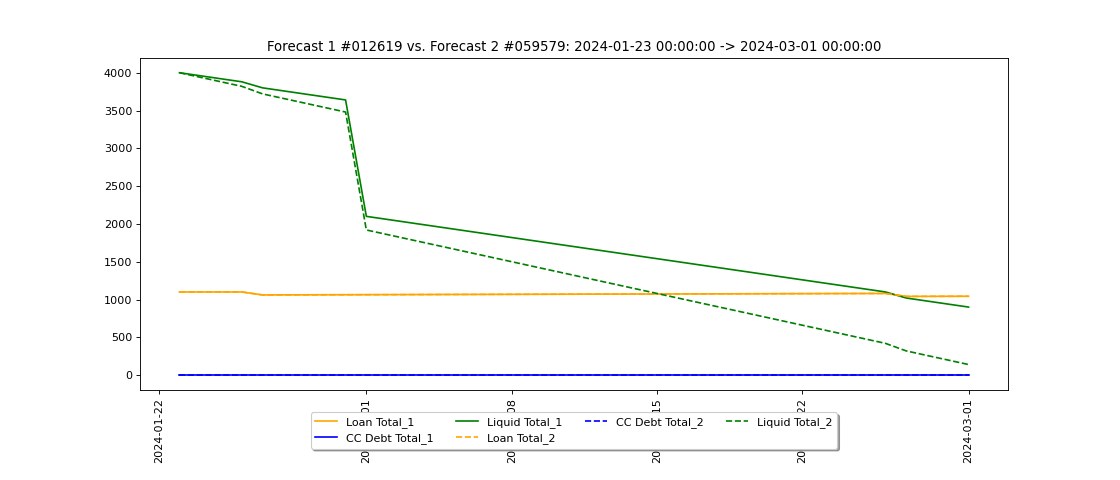 Forecast 1 #012619 vs. Forecast 2 #059579: 2024-01-23 00:00:00 -> 2024-03-01 00:00:00
4000
3500
3000
2500
2000
1500
1000
500
0
2024-01-22
2024-03-01
Loan Total_1
CC Debt Total_1
Liquid Total_1
Loan Total_2
CC Debt Total_2
Liquid Total_2